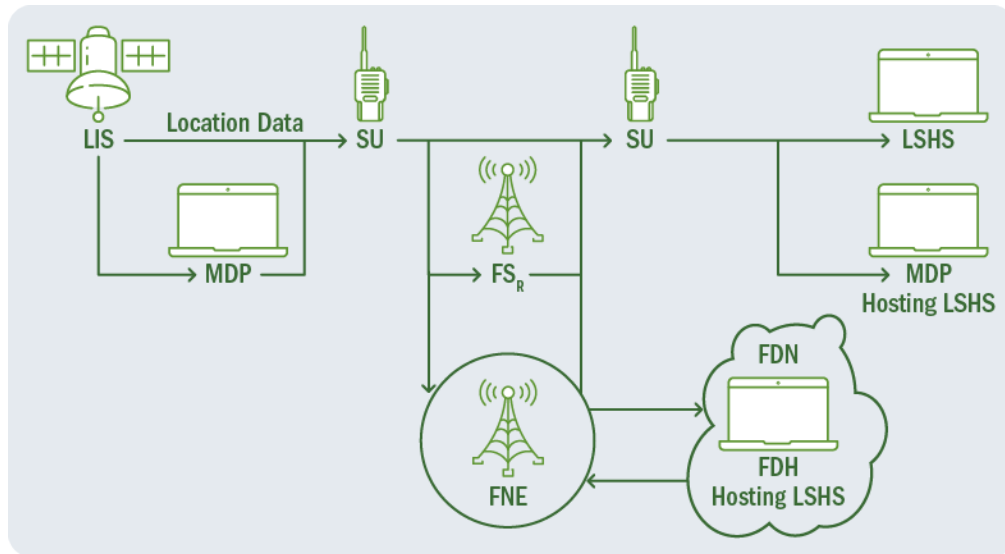 LIS
Location Data
SU
SU
LSHS
MDP
FSR
MDP
Hosting LSHS
FDN
FDH
Hosting LSHS
FNE